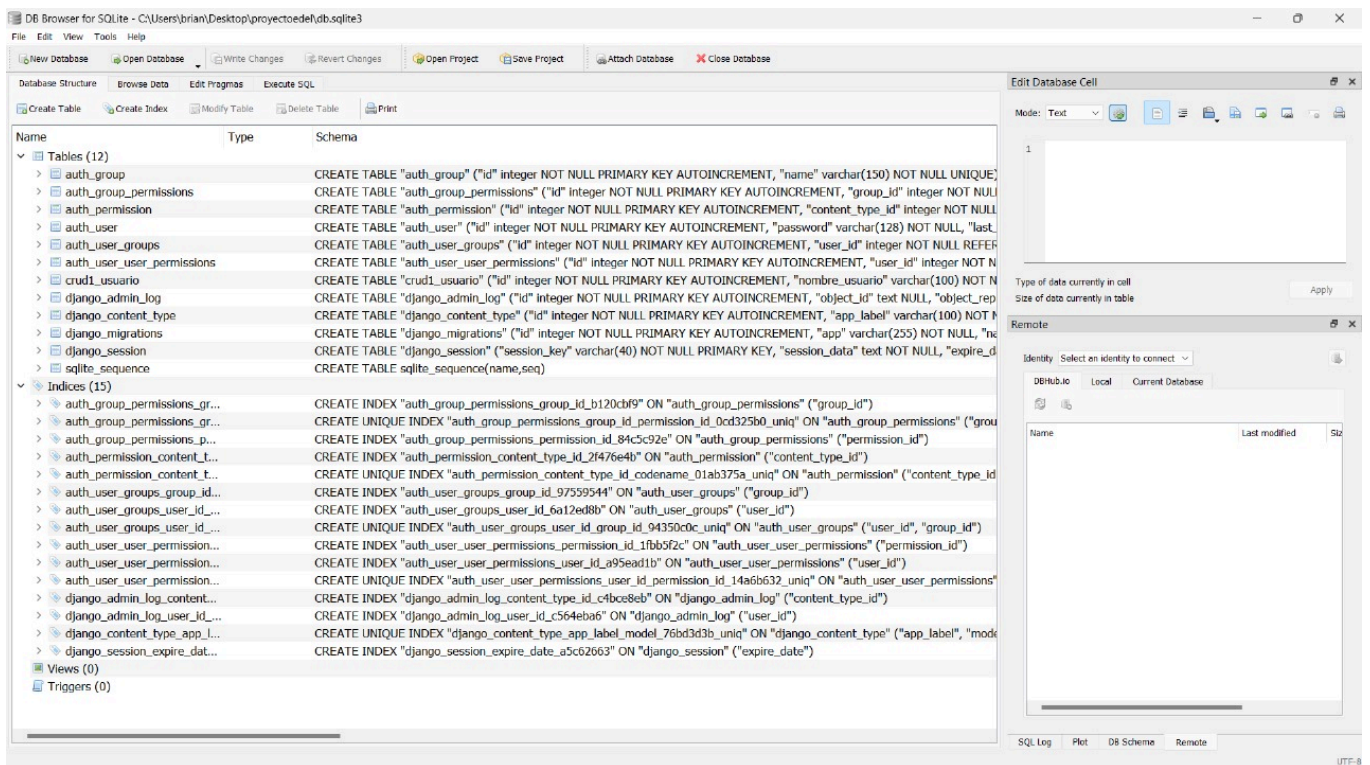 DB Browser for SQLite - C:\Users\brian\Desktop\proyectoedel\db.sqlite3
File Edit View Tools Help
New Database Open Database Write Changes Revert Changes Open Project Save Project Attach Database Close Database
Database Structure Browse Data Edit Pragmas Execute SQL
Create Table Create Index Modify Table Delete Table Print
Name Type Schema
Tables (12)
auth_group CREATE TABLE "auth_group" ("id" integer NOT NULL PRIMARY KEY AUTOINCREMENT, "name" varchar(150) NOT NULL UNIQUE)
auth_group_permissions CREATE TABLE "auth_group_permissions" ("id" integer NOT NULL PRIMARY KEY AUTOINCREMENT, "group_id" integer NOT NUL
auth_permission CREATE TABLE "auth_permission" ("id" integer NOT NULL PRIMARY KEY AUTOINCREMENT, "content_type_id" integer NOT NULL
auth_user CREATE TABLE "auth_user" ("id" integer NOT NULL PRIMARY KEY AUTOINCREMENT, "password" varchar(128) NOT NULL, "last_
auth_user_groups CREATE TABLE "auth_user_groups" ("id" integer NOT NULL PRIMARY KEY AUTOINCREMENT, "user_id" integer NOT NULL REFER
auth_user_user_permissions CREATE TABLE "auth_user_user_permissions" ("id" integer NOT NULL PRIMARY KEY AUTOINCREMENT, "user_id" integer NOT N
crud1_usuario CREATE TABLE "crud1_usuario" ("id" integer NOT NULL PRIMARY KEY AUTOINCREMENT, "nombre_usuario" varchar(100) NOT N
django_admin_log CREATE TABLE "django_admin_log" ("id" integer NOT NULL PRIMARY KEY AUTOINCREMENT, "object_id" text NULL, "object_rep
django_content_type CREATE TABLE "django_content_type" ("id" integer NOT NULL PRIMARY KEY AUTOINCREMENT, "app_label" varchar(100) NOT N
django_migrations CREATE TABLE "django_migrations" ("id" integer NOT NULL PRIMARY KEY AUTOINCREMENT, "app" varchar(255) NOT NULL, "na
django_session CREATE TABLE "django_session" ("session_key" varchar(40) NOT NULL PRIMARY KEY, "session_data" text NOT NULL, "expire_d
sqlite_sequence CREATE TABLE sqlite_sequence(name,seq)
Indices (15)
auth_group_permissions_gr... CREATE INDEX "auth_group_permissions_group_id_b120cbf9" ON "auth_group_permissions" ("group_id")
auth_group_permissions_gr... CREATE UNIQUE INDEX "auth_group_permissions_group_id_permission_id_0cd325b0_uniq" ON "auth_group_permissions" ("grou
auth_group_permissions_p... CREATE INDEX "auth_group_permissions_permission_id_84c5c92e" ON "auth_group_permissions" ("permission_id")
auth_permission_content_t... CREATE INDEX "auth_permission_content_type_id_2f476e4b" ON "auth_permission" ("content_type_id")
auth_permission_content_t... CREATE UNIQUE INDEX "auth_permission_content_type_id_codename_01ab375a_uniq" ON "auth_permission" ("content_type_id
auth_user_groups_group_id... CREATE INDEX "auth_user_groups_group_id_97559544" ON "auth_user_groups" ("group_id")
auth_user_groups_user_id_... CREATE INDEX "auth_user_groups_user_id_6a12ed8b" ON "auth_user_groups" ("user_id")
auth_user_groups_user_id_... CREATE UNIQUE INDEX "auth_user_groups_user_id_group_id_94350c0c_uniq" ON "auth_user_groups" ("user_id", "group_id")
auth_user_user_permission... CREATE INDEX "auth_user_user_permissions_permission_id_1fbb5f2c" ON "auth_user_user_permissions" ("permission_id")
auth_user_user_permission... CREATE INDEX "auth_user_user_permissions_user_id_a95ead1b" ON "auth_user_user_permissions" ("user_id")
auth_user_user_permission... CREATE UNIQUE INDEX "auth_user_user_permissions_user_id_permission_id_14a6b632_uniq" ON "auth_user_user_permissions"
django_admin_log_content... CREATE INDEX "django_admin_log_content_type_id_c4bce8eb" ON "django_admin_log" ("content_type_id")
django_admin_log_user_id_... CREATE INDEX "django_admin_log_user_id_c564eba6" ON "django_admin_log" ("user_id")
django_content_type_app_l... CREATE UNIQUE INDEX "django_content_type_app_label_model_76bd3d3b_uniq" ON "django_content_type" ("app_label", "mode
django_session_expire_dat... CREATE INDEX "django_session_expire_date_a5c62663" ON "django_session" ("expire_date")
Views (0)
Triggers (0)
Edit Database Cell
Mode: Text
1
Type of data currently in cell
Size of data currently in table
Apply
Remote
Identity Select an identity to connect
DBHub.io Local Current Database
Name Last modified Siz
SQL Log Plot DB Schema Remote
UTF-8